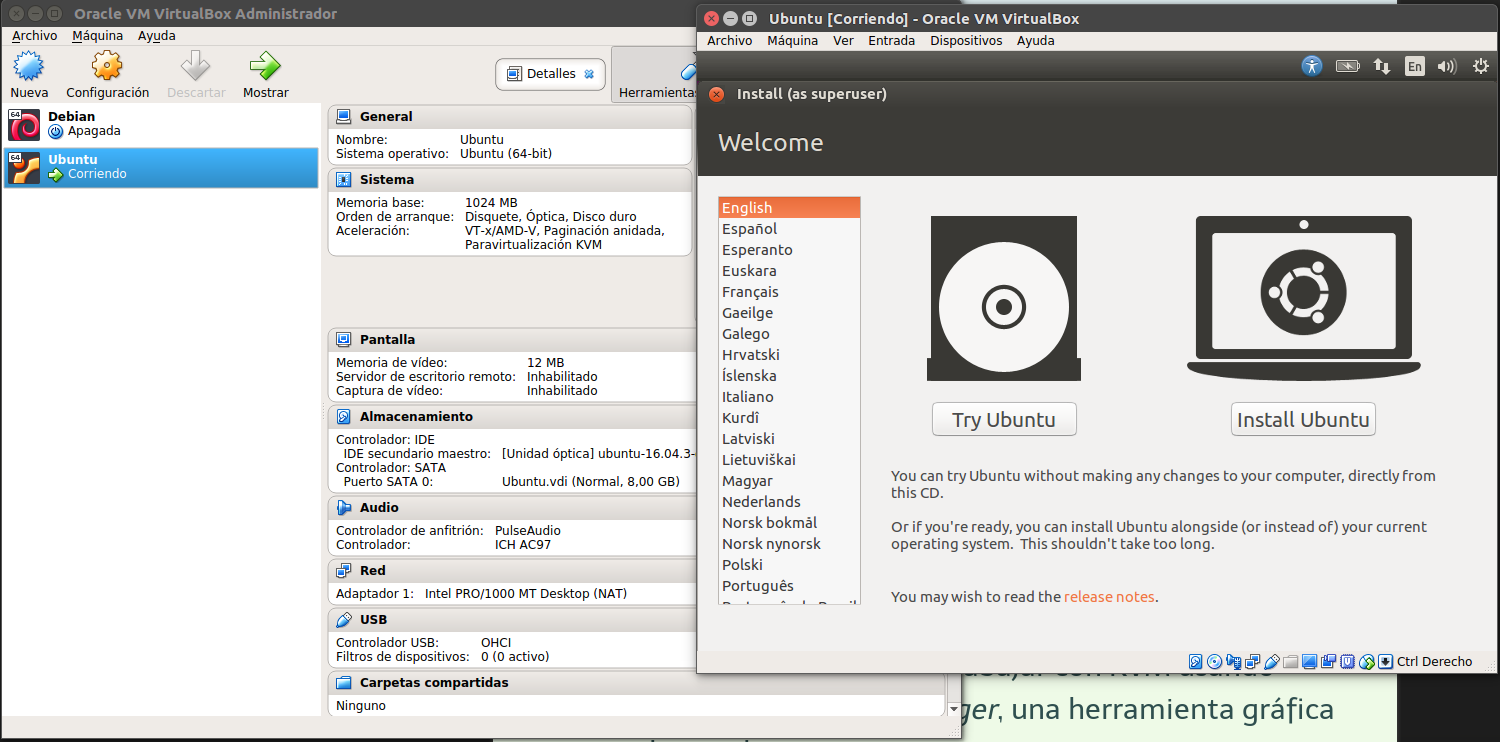 Oracle VM VirtualBox Administrador
Archivo Máquina Ayuda
Nueva Configuración Descartar Mostrar
Detalles
Herramientas
64
Debian
Apagada
64
Ubuntu
Corriendo
General
Nombre: Ubuntu
Sistema operativo: Ubuntu (64-bit)
Sistema
Memoria base: 1024 MB
Orden de arranque: Disquete, Óptica, Disco duro
Aceleración: VT-x/AMD-V, Paginación anidada,
Paravirtualización KVM
Pantalla
Memoria de vídeo: 12 MB
Servidor de escritorio remoto: Inhabilitado
Captura de vídeo: Inhabilitado
Almacenamiento
Controlador: IDE
IDE secundario maestro: [Unidad óptica] ubuntu-16.04.3-
Controlador: SATA
Puerto SATA 0: Ubuntu.vdi (Normal, 8,00 GB)
Audio
Controlador de anfitrión: PulseAudio
Controlador: ICH AC97
Red
Adaptador 1: Intel PRO/1000 MT Desktop (NAT)
USB
Controlador USB: OHCI
Filtros de dispositivos: 0 (0 activo)
Carpetas compartidas
Ninguno
Ubuntu [Corriendo] - Oracle VM VirtualBox
Archivo Máquina Ver Entrada Dispositivos Ayuda
En
Install (as superuser)
Welcome
English
Español
Esperanto
Euskara
Français
Gaeilge
Galego
Hrvatski
Íslenska
Italiano
Kurdî
Latviski
Lietuviškai
Magyar
Nederlands
Norsk bokmål
Norsk nynorsk
Polski
Português
Try Ubuntu
Install Ubuntu
You can try Ubuntu without making any changes to your computer, directly from
this CD.
Or if you're ready, you can install Ubuntu alongside (or instead of) your current
operating system. This shouldn't take too long.
You may wish to read the release notes.
Ctrl Derecho
con KVM usando
ger, una herramienta gráfica